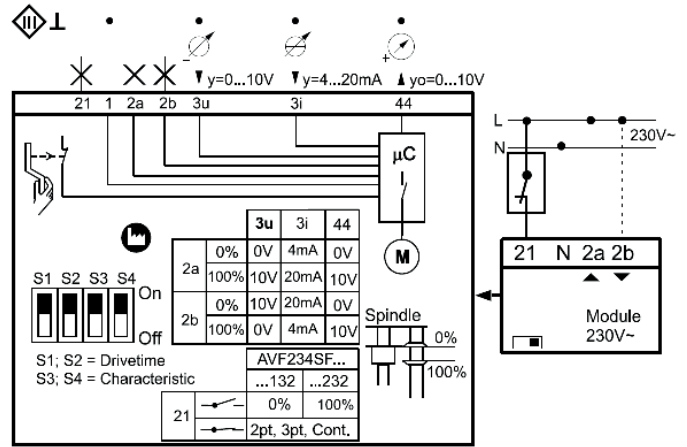 III ⊥
- + 
y=0...10V y=4...20mA yo=0...10V
21 1 2a 2b 3u 3i 44
L
230V~
N
µC
M
3u 3i 44
2a 0% 0V 4mA 0V
100% 10V 20mA 10V
2b 0% 10V 20mA 0V
100% 0V 4mA 10V
S1 S2 S3 S4
On
Off
S1; S2 = Drivetime
S3; S4 = Characteristic
AVF234SF...
...132 ...232
21 0% 100%
2pt, 3pt, Cont.
Spindle
0%
100%
21 N 2a 2b
Module
230V~